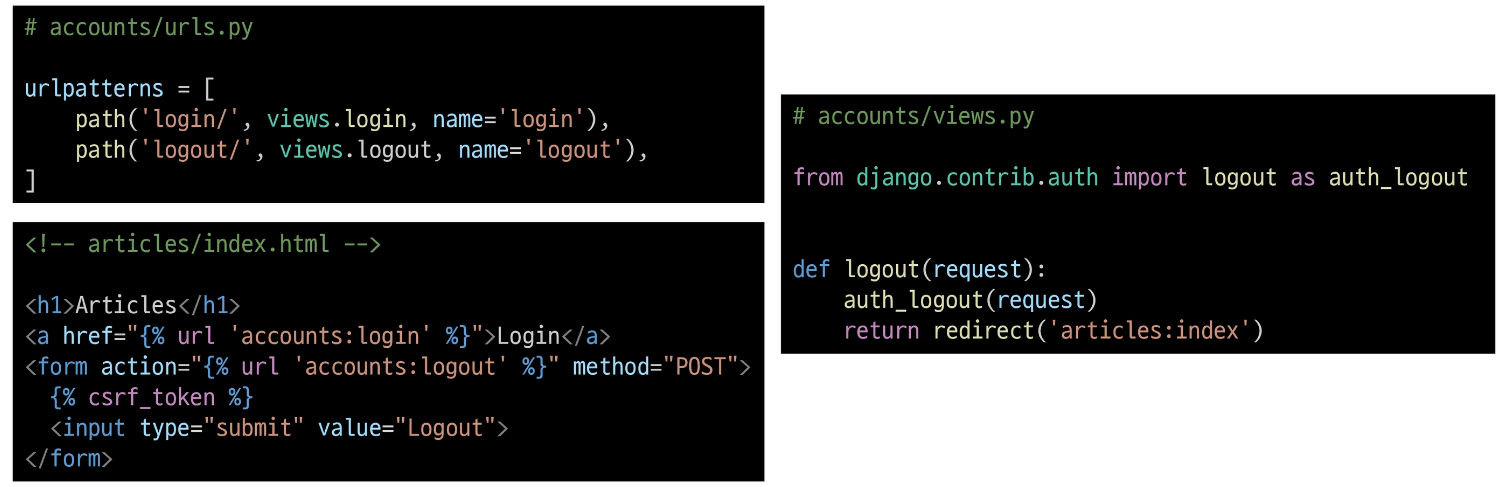 # accounts/urls.py
urlpatterns = [
    path('login/', views.login, name='login'),
    path('logout/', views.logout, name='logout'),
]
<!-- articles/index.html -->
<h1>Articles</h1>
<a href="{% url 'accounts:login' %}">Login</a>
<form action="{% url 'accounts:logout' %}" method="POST">
  {% csrf_token %}
  <input type="submit" value="Logout">
</form>
# accounts/views.py
from django.contrib.auth import logout as auth_logout
def logout(request):
    auth_logout(request)
    return redirect('articles:index')